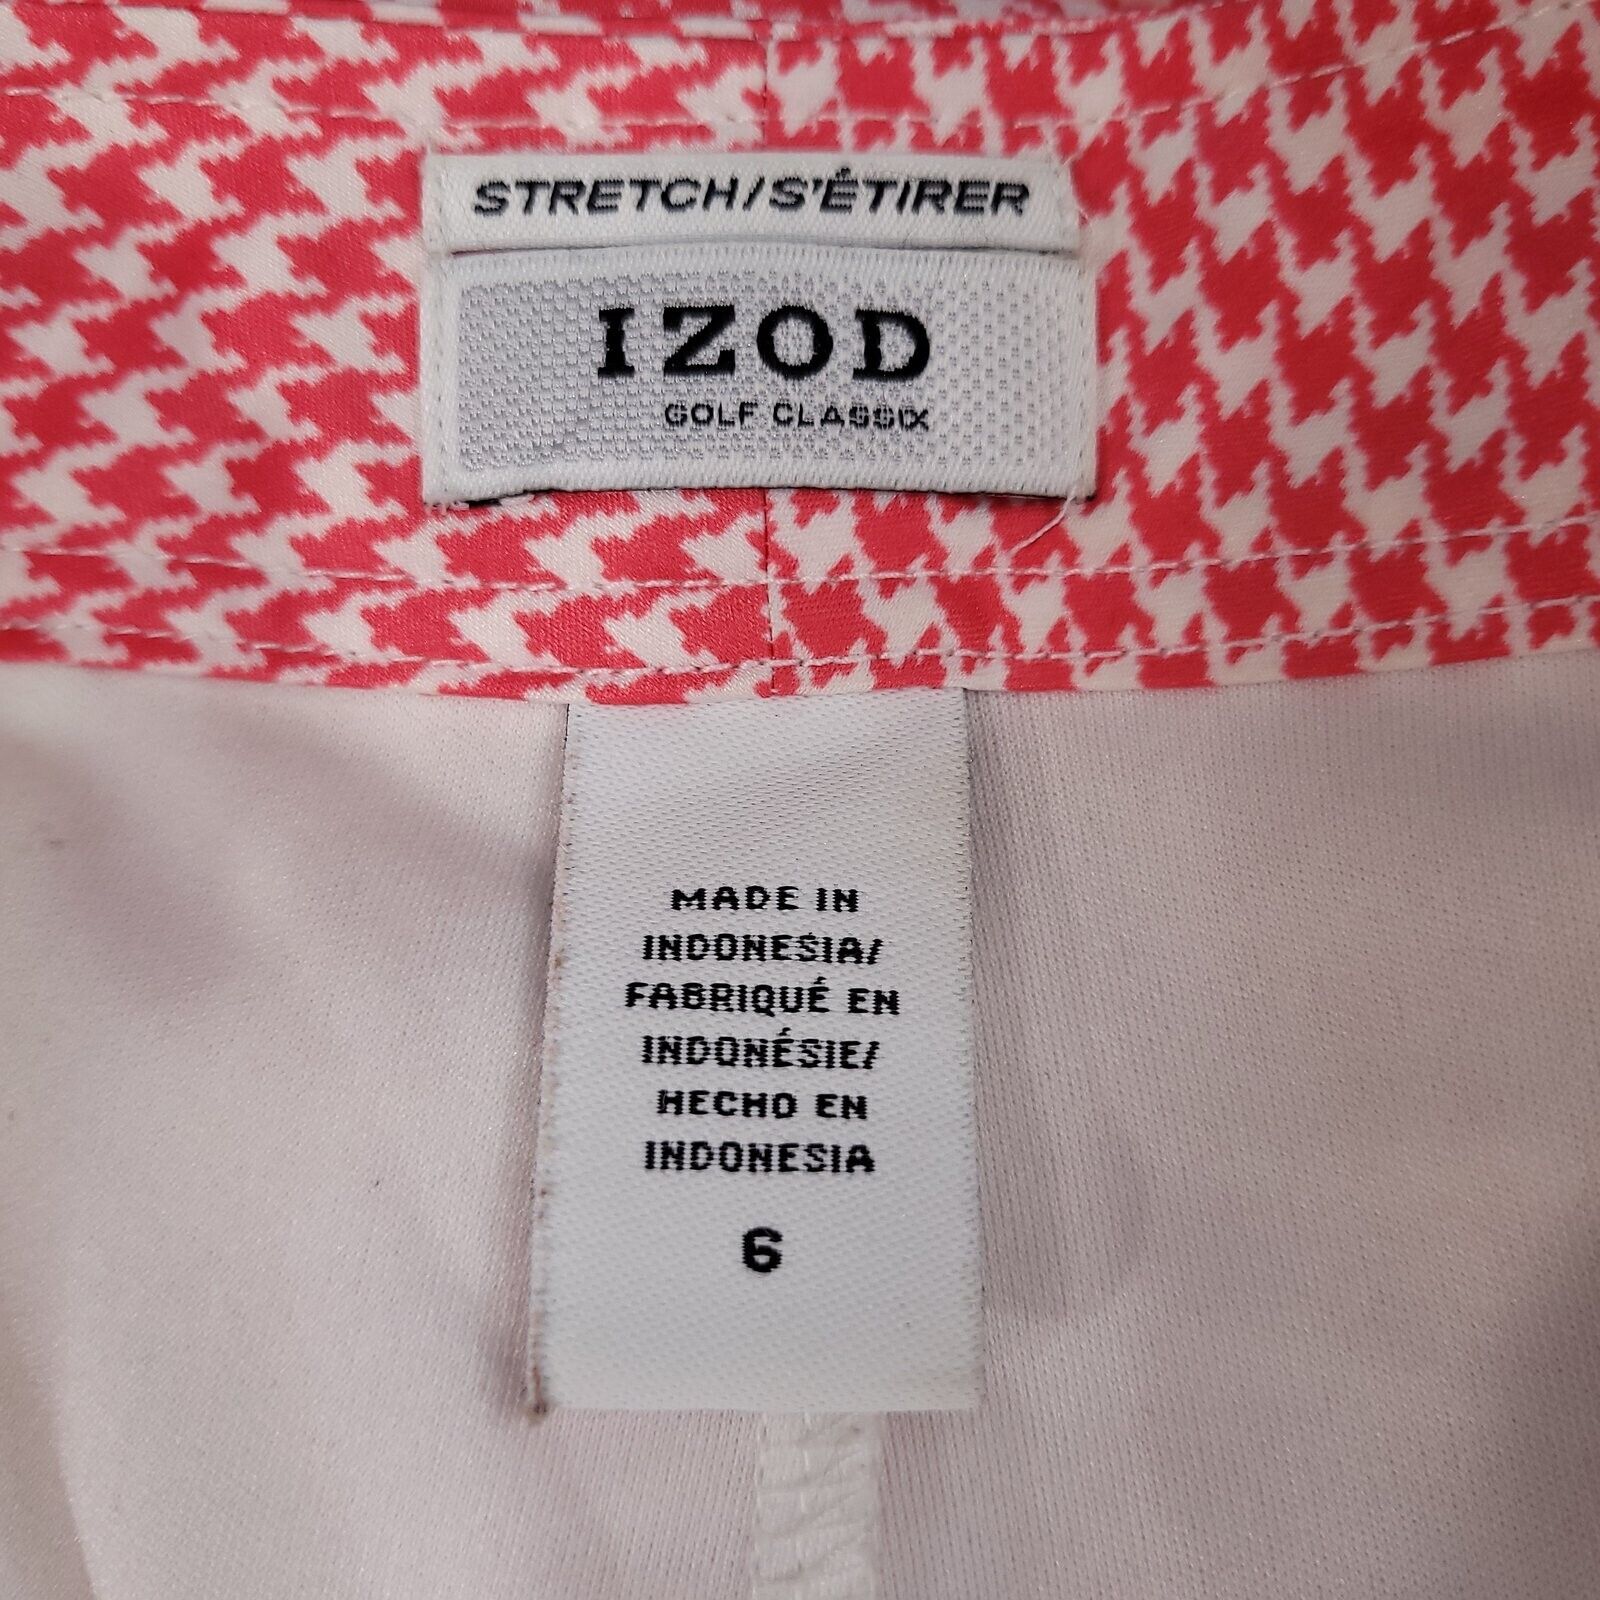 STRETCH/S'ÉTIRER
IZOD
GOLF CLASSIX
MADE IN
INDONESIA/
FABRIQUÉ EN
INDONÉSIE/
HECHO EN
INDONESIA
6